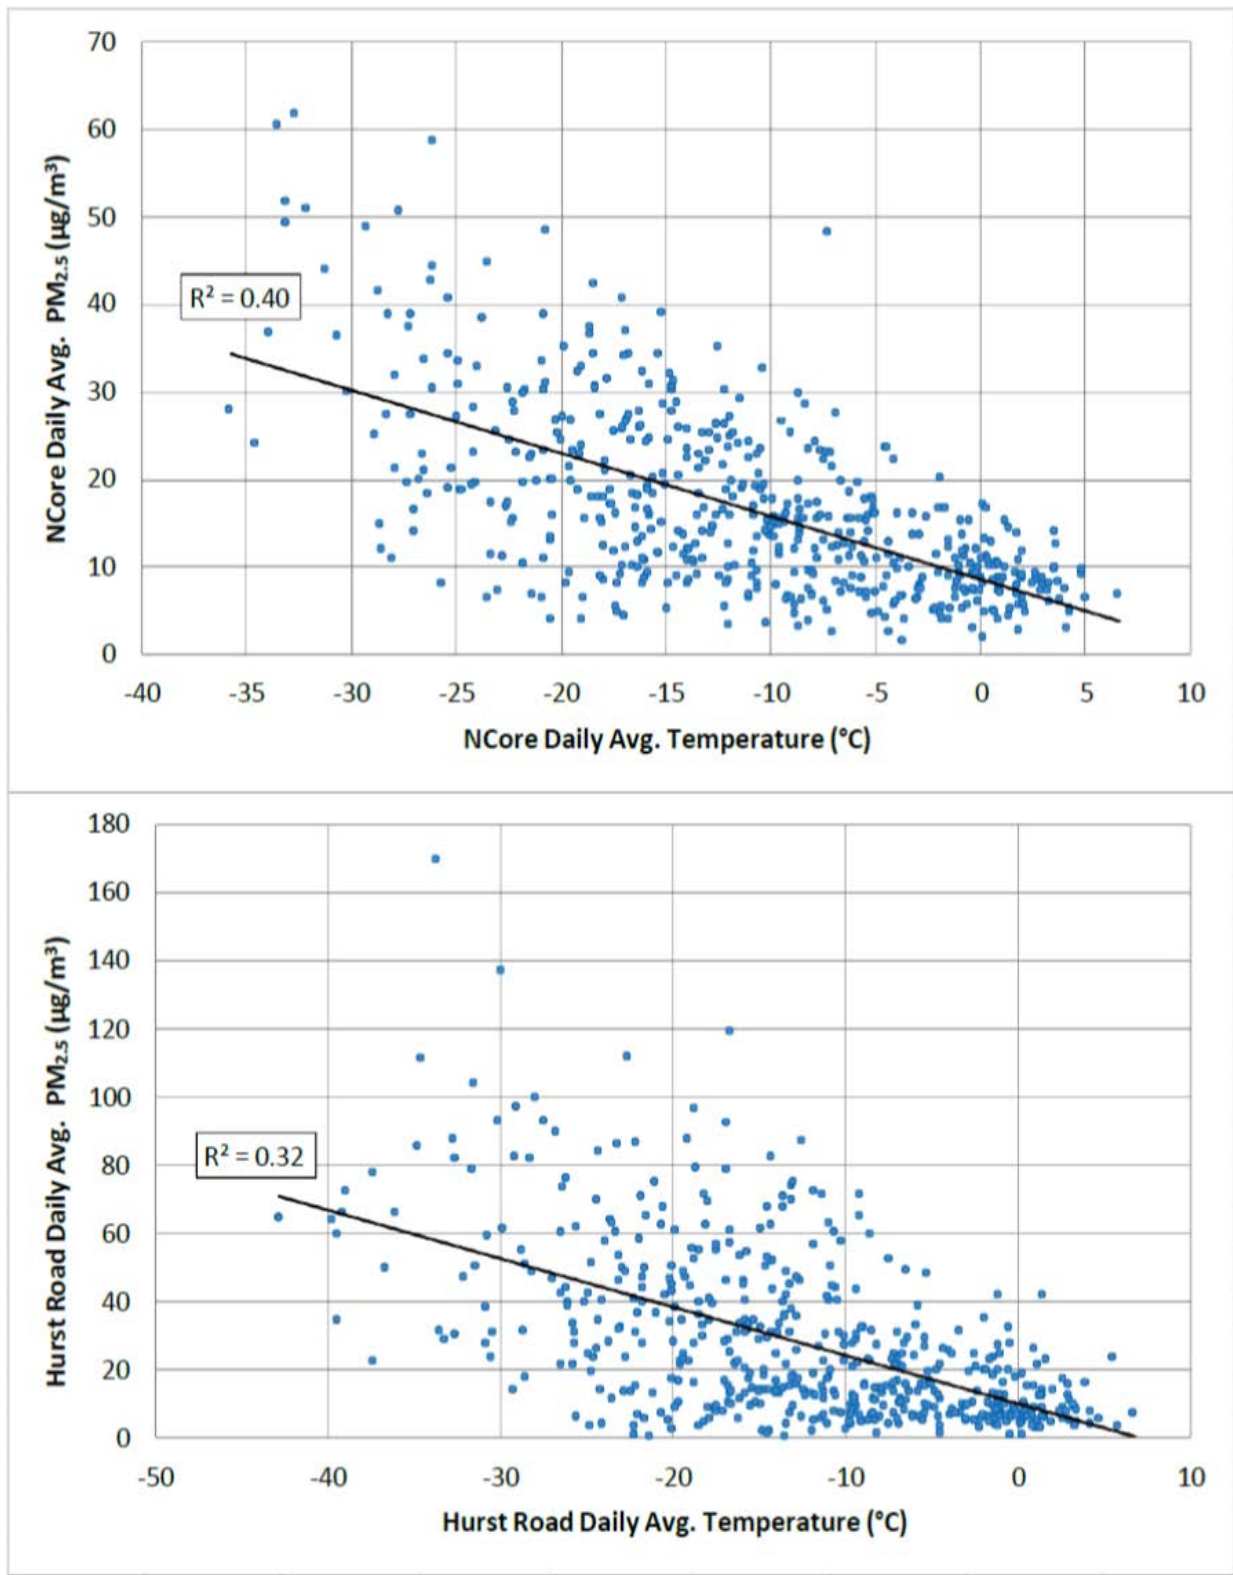 70
60
50
40
30
20
10
0
NCore Daily Avg. PM₂.₅ (µg/m³)
R² = 0.40
-40 -35 -30 -25 -20 -15 -10 -5 0 5 10
NCore Daily Avg. Temperature (°C)
180
160
140
120
100
80
60
40
20
0
Hurst Road Daily Avg. PM₂.₅ (µg/m³)
R² = 0.32
-50 -40 -30 -20 -10 0 10
Hurst Road Daily Avg. Temperature (°C)